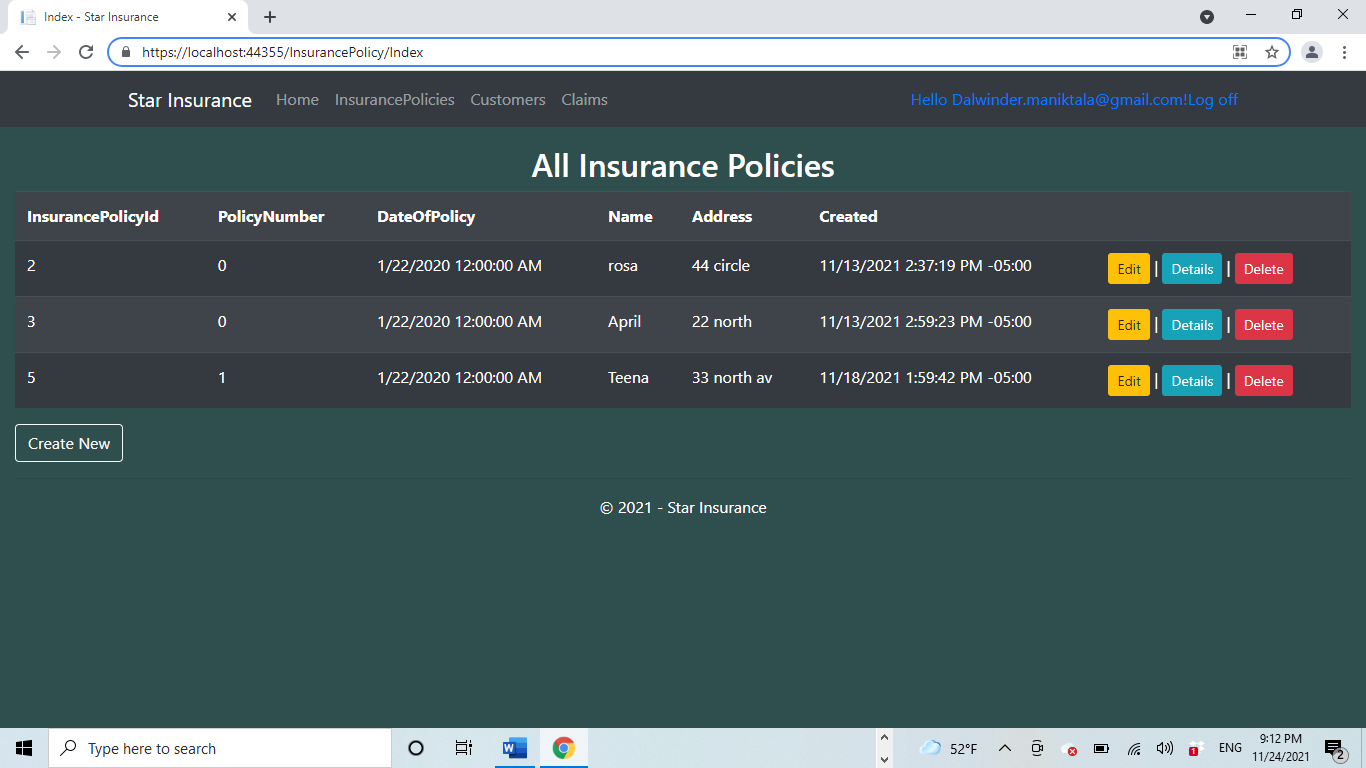 Index - Star Insurance
https://localhost:44355/InsurancePolicy/Index
Star Insurance Home InsurancePolicies Customers Claims Hello Dalwinder.maniktala@gmail.com!Log off
All Insurance Policies
InsurancePolicyId PolicyNumber DateOfPolicy Name Address Created
2 0 1/22/2020 12:00:00 AM rosa 44 circle 11/13/2021 2:37:19 PM -05:00 Edit | Details | Delete
3 0 1/22/2020 12:00:00 AM April 22 north 11/13/2021 2:59:23 PM -05:00 Edit | Details | Delete
5 1 1/22/2020 12:00:00 AM Teena 33 north av 11/18/2021 1:59:42 PM -05:00 Edit | Details | Delete
Create New
© 2021 - Star Insurance
Type here to search W 52°F 1 ENG 9:12 PM
11/24/2021 2